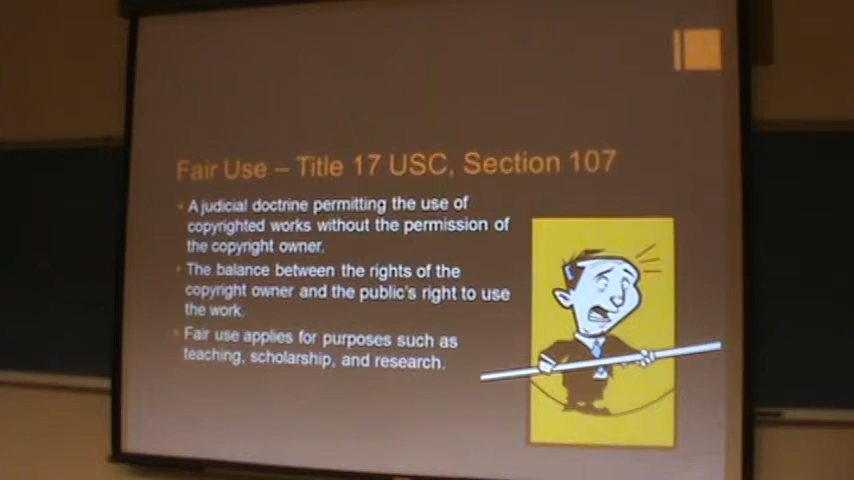 Fair Use – Title 17 USC, Section 107
A judicial doctrine permitting the use of
copyrighted works without the permission of
the copyright owner.
The balance between the rights of the
copyright owner and the public's right to use
the work.
Fair use applies for purposes such as
teaching, scholarship, and research.